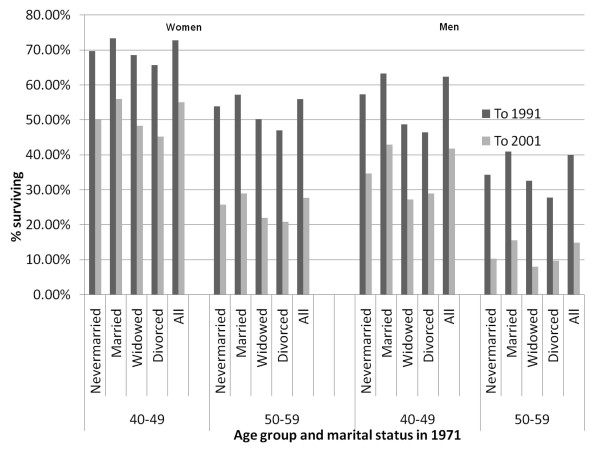 80.00%
70.00%
60.00%
50.00%
40.00%
30.00%
20.00%
10.00%
0.00%
% surviving
Women
Men
To 1991
To 2001
Nevermarried
Married
Widowed
Divorced
All
Nevermarried
Married
Widowed
Divorced
All
Nevermarried
Married
Widowed
Divorced
All
Nevermarried
Married
Widowed
Divorced
All
40-49
50-59
40-49
50-59
Age group and marital status in 1971